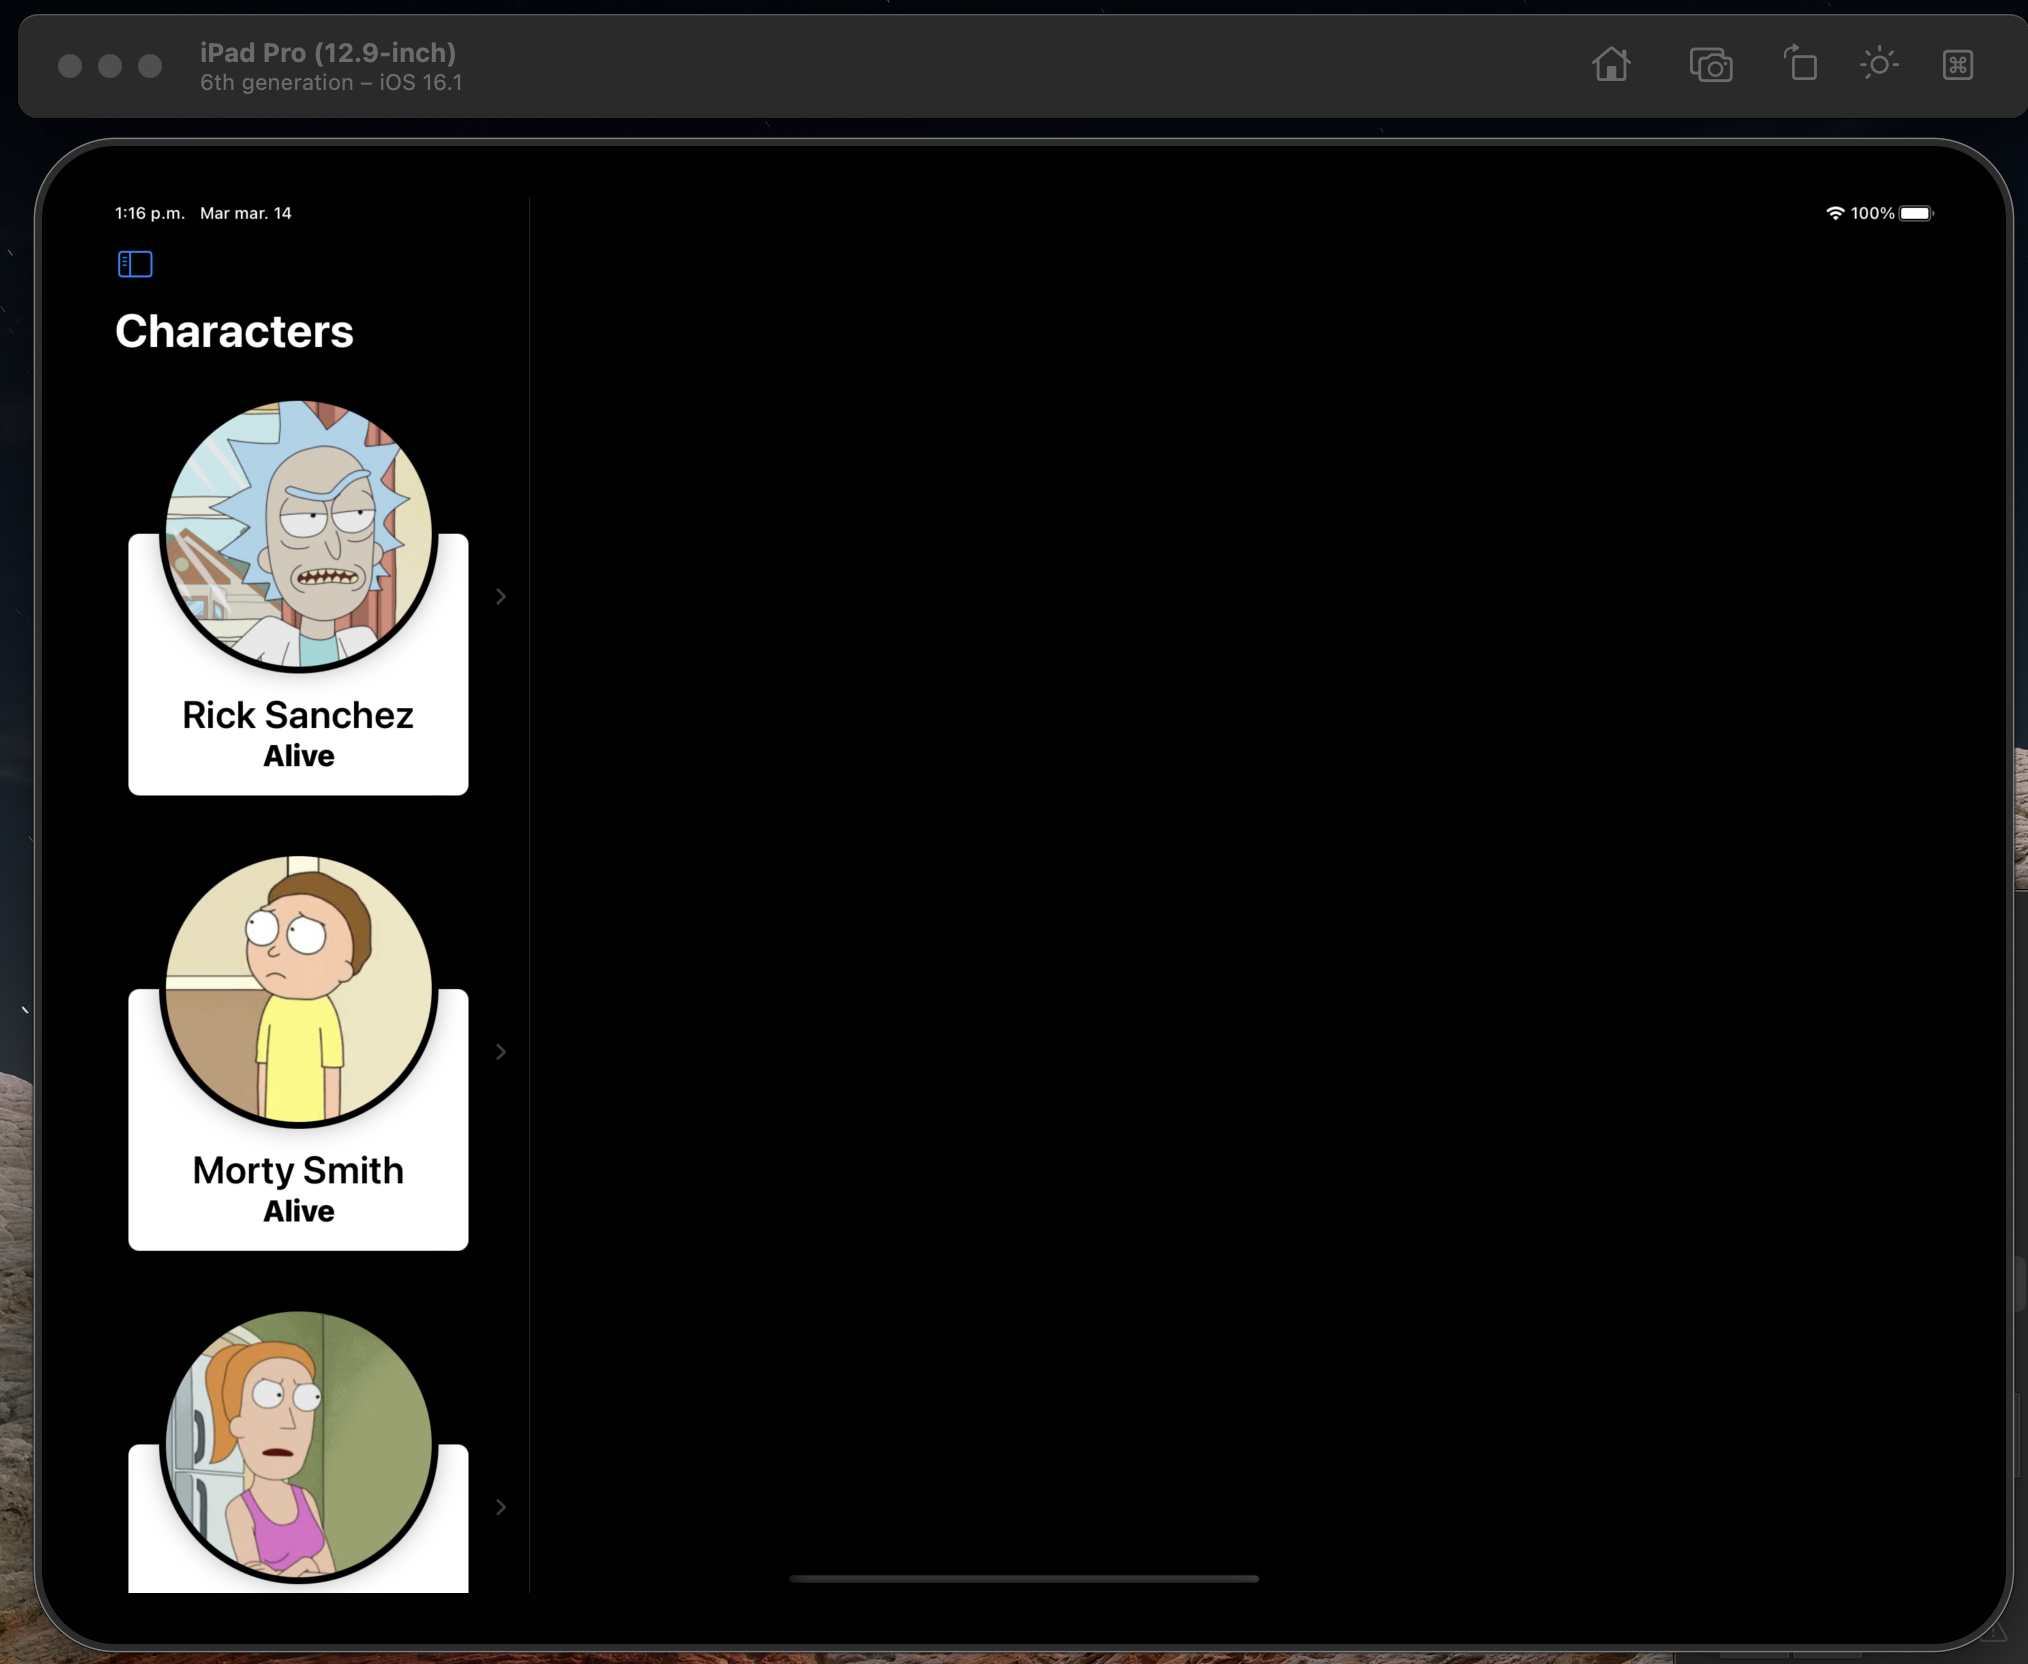 iPad Pro (12.9-inch)
6th generation – iOS 16.1
1:16 p.m. Mar mar. 14
100%
Characters
Rick Sanchez
Alive
Morty Smith
Alive